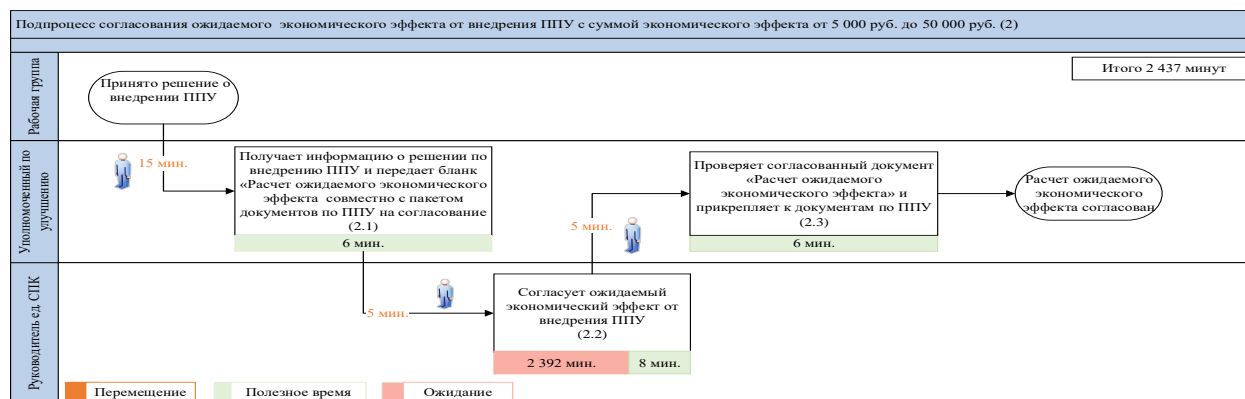 Подпроцесс согласования ожидаемого экономического эффекта от внедрения ППУ с суммой экономического эффекта от 5 000 руб. до 50 000 руб. (2)
Рабочая группа
Принято решение о
внедрении ППУ
Итого 2 437 минут
Уполномоченный по
улучшению
15 мин.
Получает информацию о решении по
внедрению ППУ и передает бланк
«Расчет ожидаемого экономического
эффекта совместно с пакетом
документов по ППУ на согласование
(2.1)
6 мин.
5 мин.
Проверяет согласованный документ
«Расчет ожидаемого
экономического эффекта» и
прикрепляет к документам по ППУ
(2.3)
6 мин.
Расчет ожидаемого
экономического
эффекта согласован
Руководитель ед. СПК
5 мин.
Согласует ожидаемый
экономический эффект от
внедрения ППУ
(2.2)
2 392 мин.
8 мин.
Перемещение
Полезное время
Ожидание